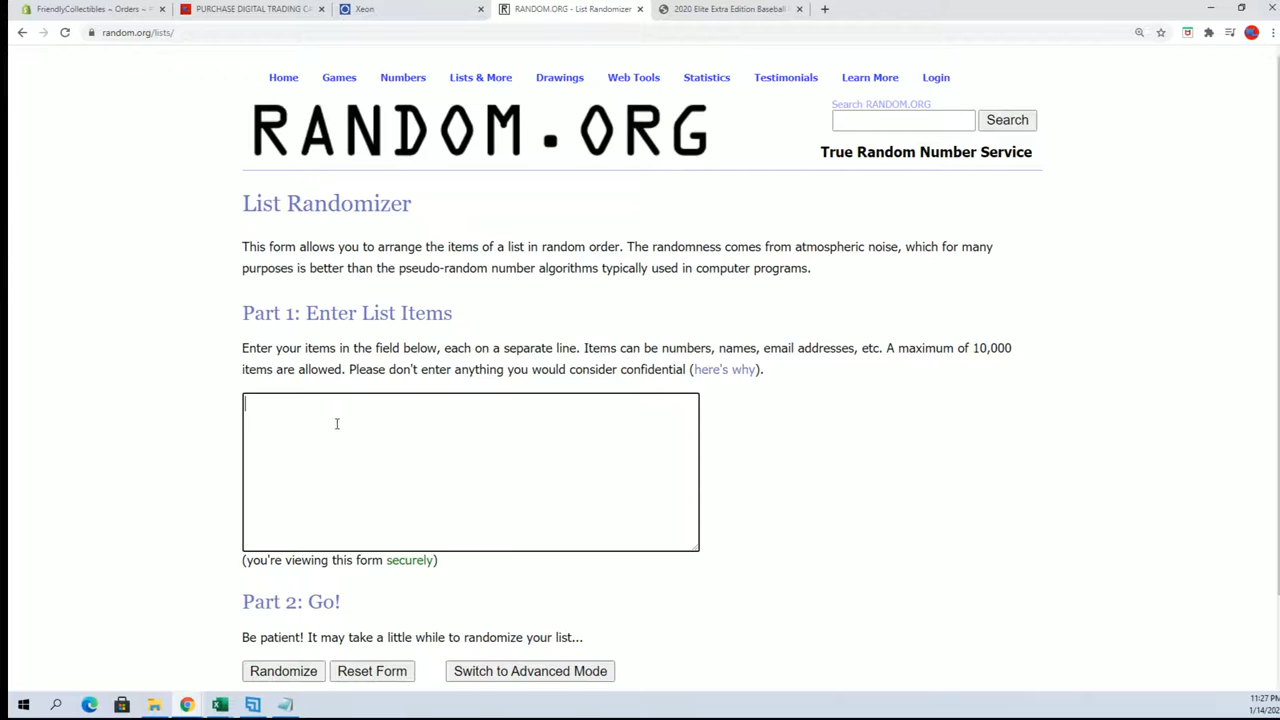 FriendlyCollectibles ~ Orders ~
PURCHASE DIGITAL TRADING
Xeon
RANDOM.ORG - List Randomizer
2020 Elite Extra Edition Baseball
random.org/lists/
Home
Games
Numbers
Lists & More
Drawings
Web Tools
Statistics
Testimonials
Learn More
Login
RANDOM.ORG
Search RANDOM.ORG
Search
True Random Number Service
List Randomizer
This form allows you to arrange the items of a list in random order. The randomness comes from atmospheric noise, which for many
purposes is better than the pseudo-random number algorithms typically used in computer programs.
Part 1: Enter List Items
Enter your items in the field below, each on a separate line. Items can be numbers, names, email addresses, etc. A maximum of 10,000
items are allowed. Please don't enter anything you would consider confidential (here's why).
(you're viewing this form securely)
Part 2: Go!
Be patient! It may take a little while to randomize your list...
Randomize
Reset Form
Switch to Advanced Mode
11:27 P
1/14/202